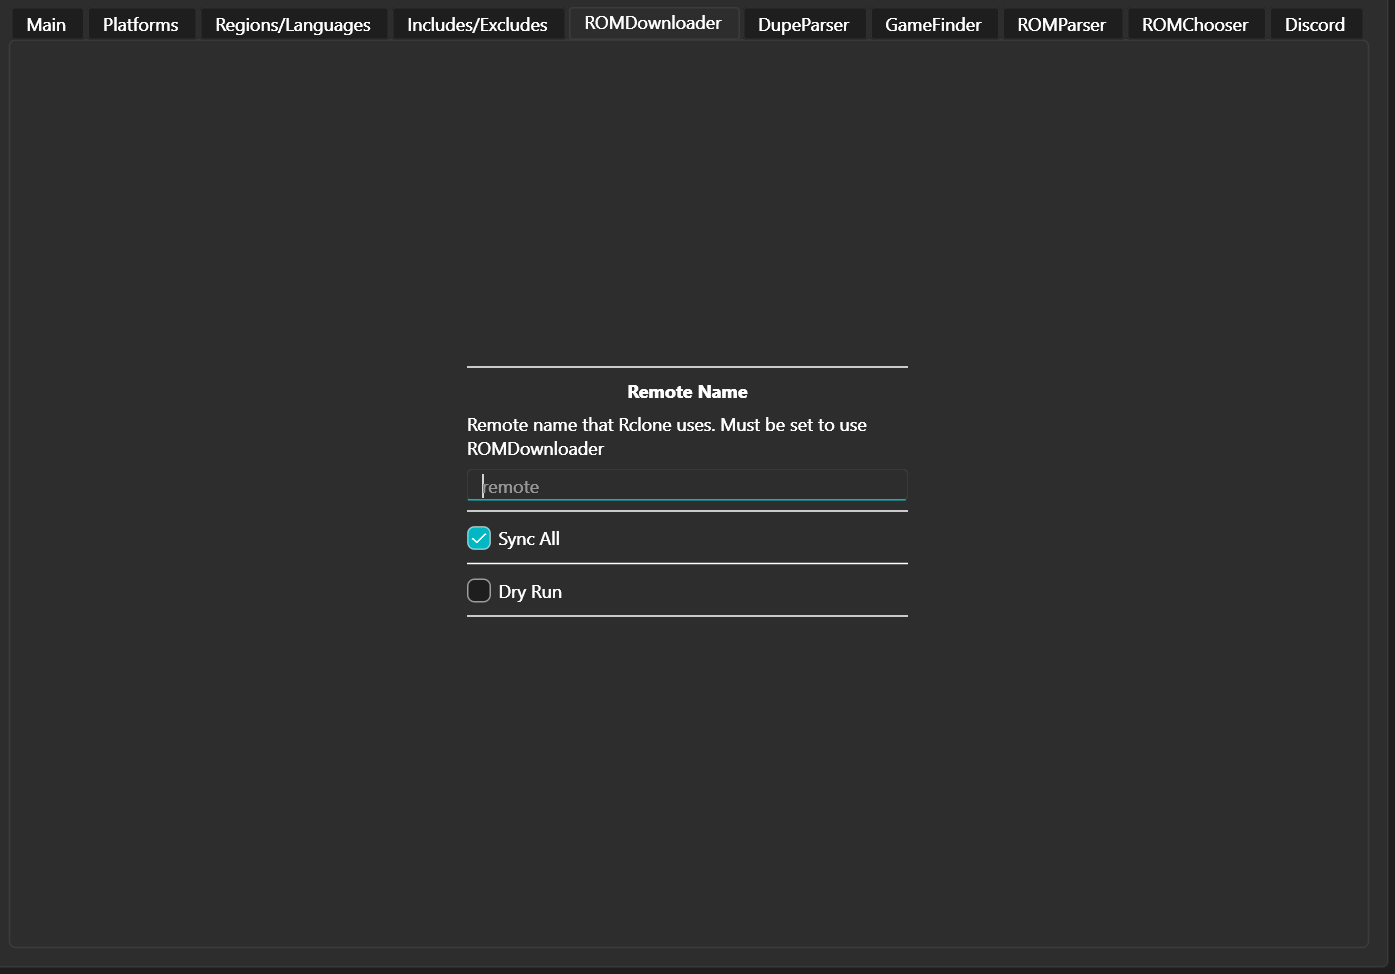 Main Platforms Regions/Languages Includes/Excludes ROMDownloader DupeParser GameFinder ROMParser ROMChooser Discord
Remote Name
Remote name that Rclone uses. Must be set to use
ROMDownloader
remote
Sync All
Dry Run